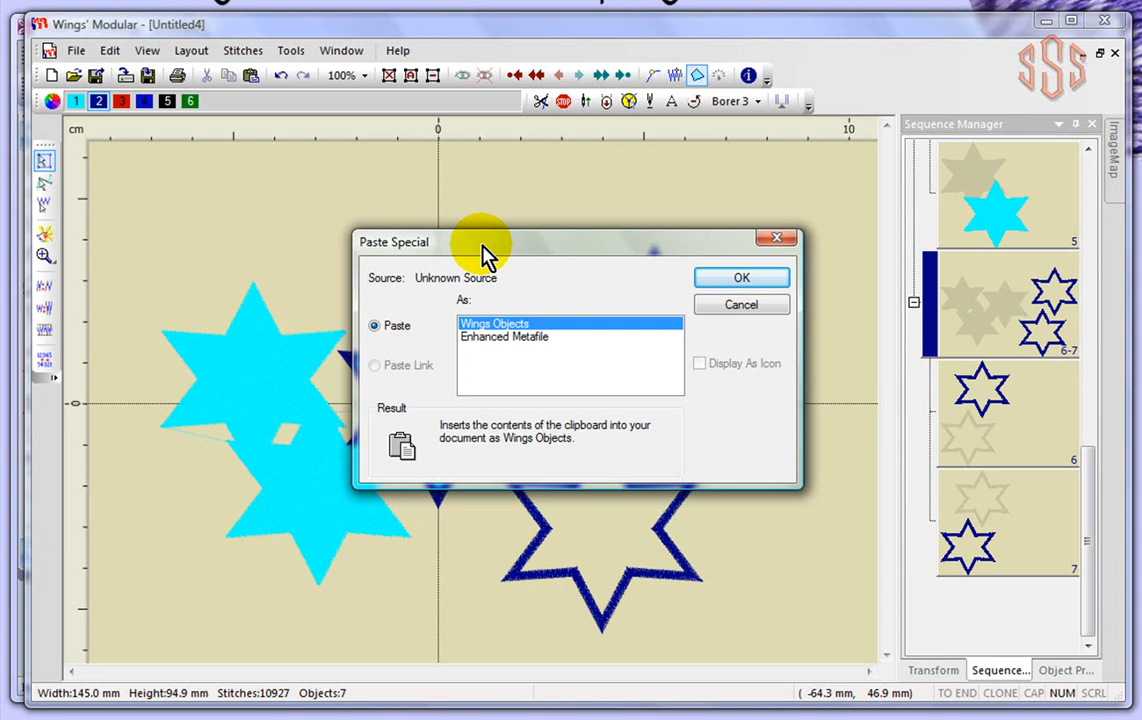 Wings' Modular - [Untitled4]
File Edit View Layout Stitches Tools Window Help
SSS
100%
1 2 3 4 5 6
Borer 3
cm
0
10
Sequence Manager
ImageMap
5
6-7
6
7
0
Paste Special
Source: Unknown Source
As:
Paste
Wings Objects
Enhanced Metafile
Paste Link
OK
Cancel
Display As Icon
Result
Inserts the contents of the clipboard into your
document as Wings Objects.
Transform Sequence... Object Pr...
Width:145.0 mm Height:94.9 mm Stitches:10927 Objects:7
( -64.3 mm, 46.9 mm) TO END CLONE CAP NUM SCRL